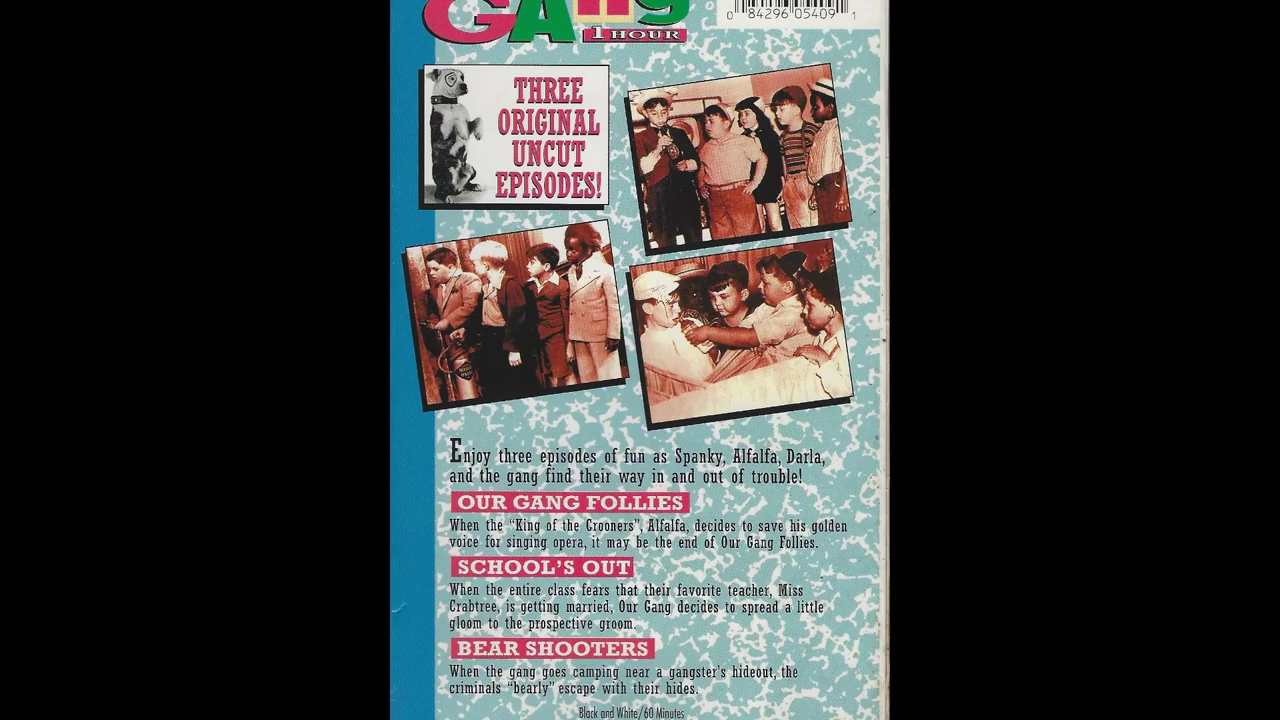 GAng
1 HOUR
0 84296 05409 1
THREE
ORIGINAL
UNCUT
EPISODES!
Enjoy three episodes of fun as Spanky, Alfalfa, Darla,
and the gang find their way in and out of trouble!
OUR GANG FOLLIES
When the “King of the Crooners”, Alfalfa, decides to save his golden
voice for singing opera, it may be the end of Our Gang Follies.
SCHOOL'S OUT
When the entire class fears that their favorite teacher, Miss
Crabtree, is getting married, Our Gang decides to spread a little
gloom to the prospective groom.
BEAR SHOOTERS
When the gang goes camping near a gangster's hideout, the
criminals “bearly” escape with their hides.
Black and White/60 Minutes